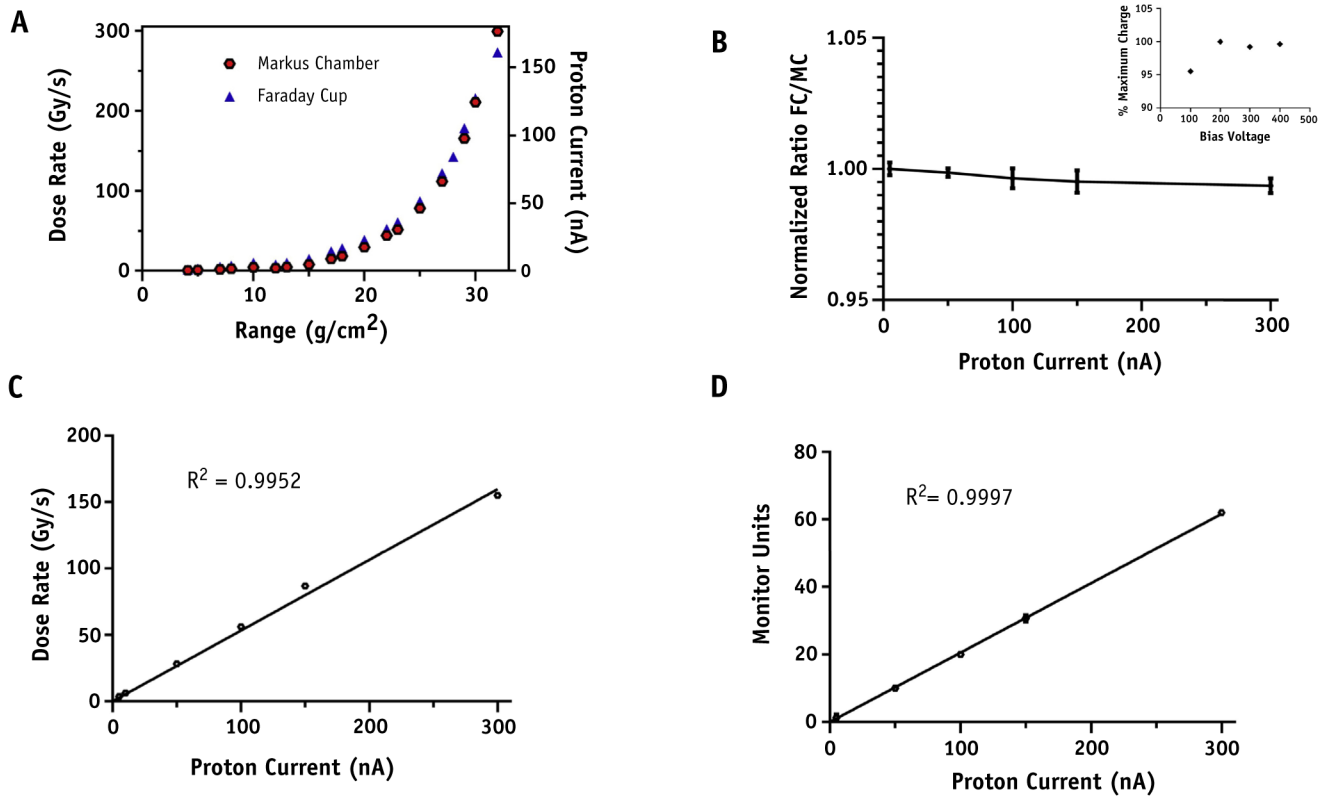 A
Dose Rate (Gy/s)
300
200
100
0
Markus Chamber
Faraday Cup
150
100
50
0
Proton Current (nA)
0 10 20 30
Range (g/cm2)
B
Normalized Ratio FC/MC
1.05
1.00
0.95
0 100 200 300
Proton Current (nA)
% Maximum Charge
105
100
95
90
0 100 200 300 400 500
Bias Voltage
C
Dose Rate (Gy/s)
200
150
100
50
0
R2 = 0.9952
0 100 200 300
Proton Current (nA)
D
Monitor Units
80
60
40
20
0
R2= 0.9997
0 100 200 300
Proton Current (nA)